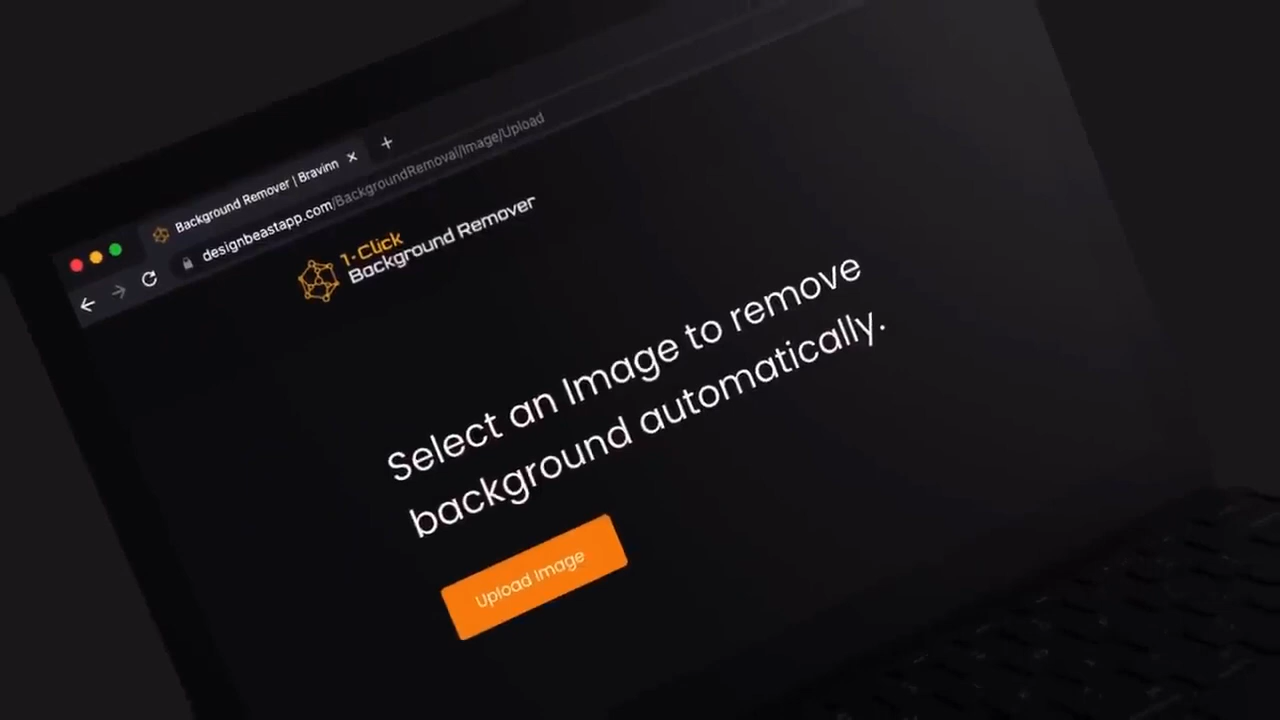 Background Remover | Bravinn
designbeastapp.com/BackgroundRemoval/Image/Upload
1-Click
Background Remover
Select an Image to remove
background automatically.
Upload Image